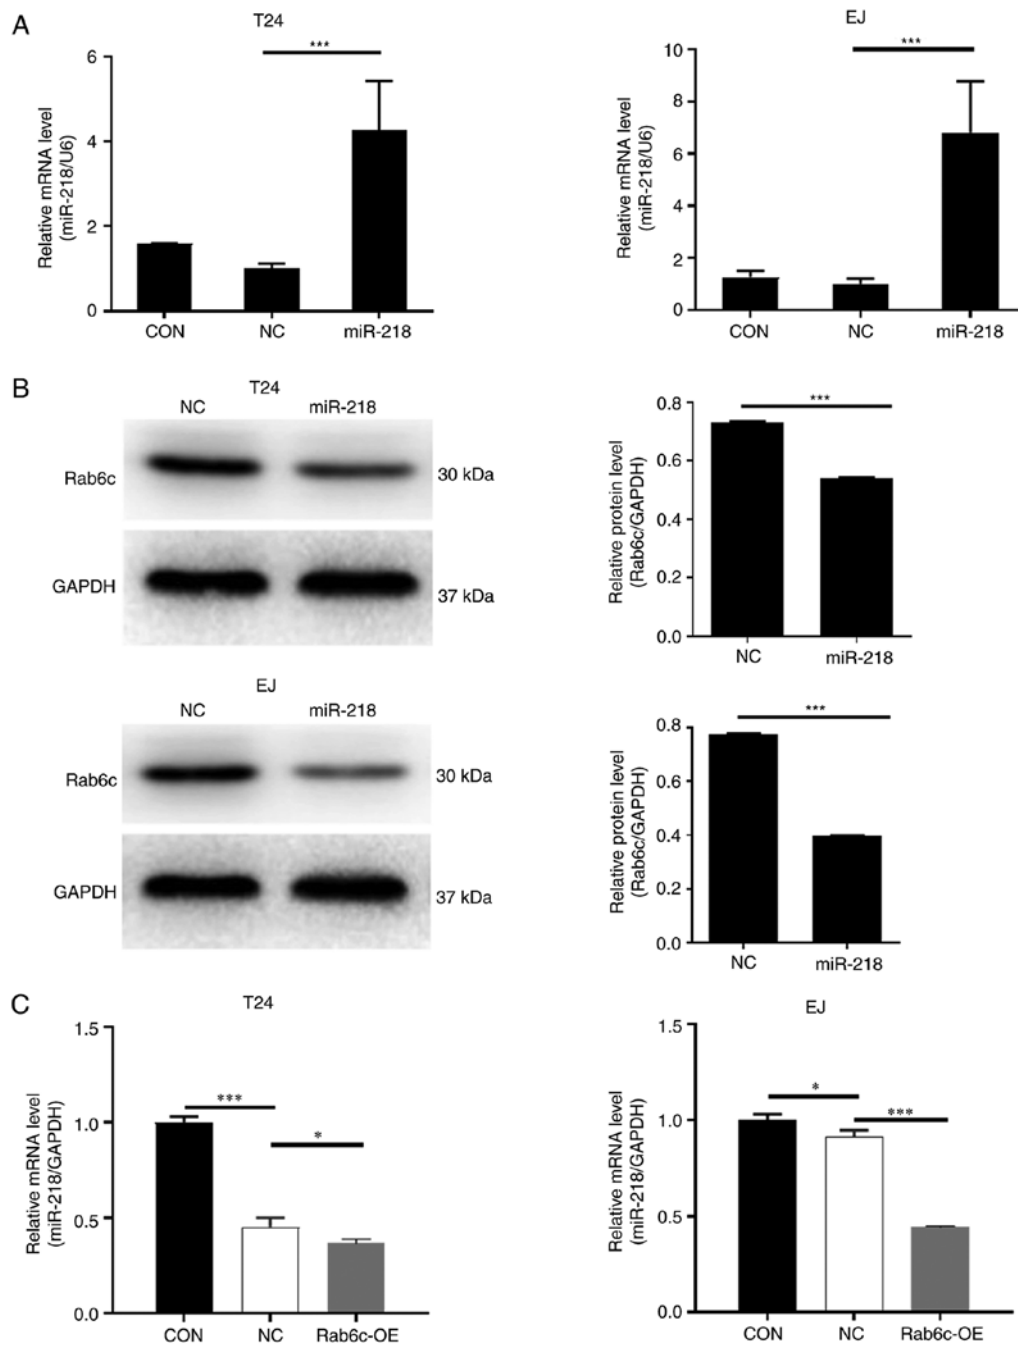 A
T24
***
6
4
2
0
Relative mRNA level
(miR-218/U6)
CON NC miR-218
EJ
***
10
8
6
4
2
0
Relative mRNA level
(miR-218/U6)
CON NC miR-218
B
T24
NC miR-218
Rab6c 30 kDa
GAPDH 37 kDa
***
0.8
0.6
0.4
0.2
0.0
Relative protein level
(Rab6c/GAPDH)
NC miR-218
EJ
NC miR-218
Rab6c 30 kDa
GAPDH 37 kDa
***
0.8
0.6
0.4
0.2
0.0
Relative protein level
(Rab6c/GAPDH)
NC miR-218
C
T24
1.5
1.0
0.5
0.0
***
*
Relative mRNA level
(miR-218/GAPDH)
CON NC Rab6c-OE
EJ
1.5
1.0
0.5
0.0
*
***
Relative mRNA level
(miR-218/GAPDH)
CON NC Rab6c-OE